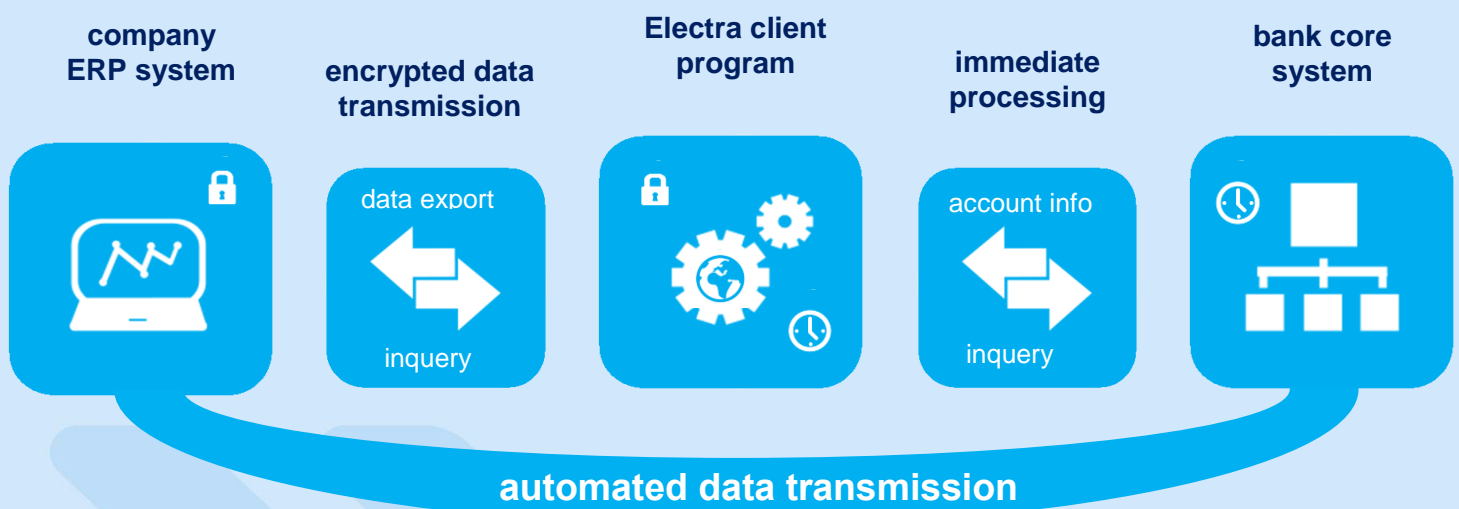 company
ERP system
encrypted data
transmission
Electra client
program
immediate
processing
bank core
system
data export
inquery
account info
inquery
automated data transmission